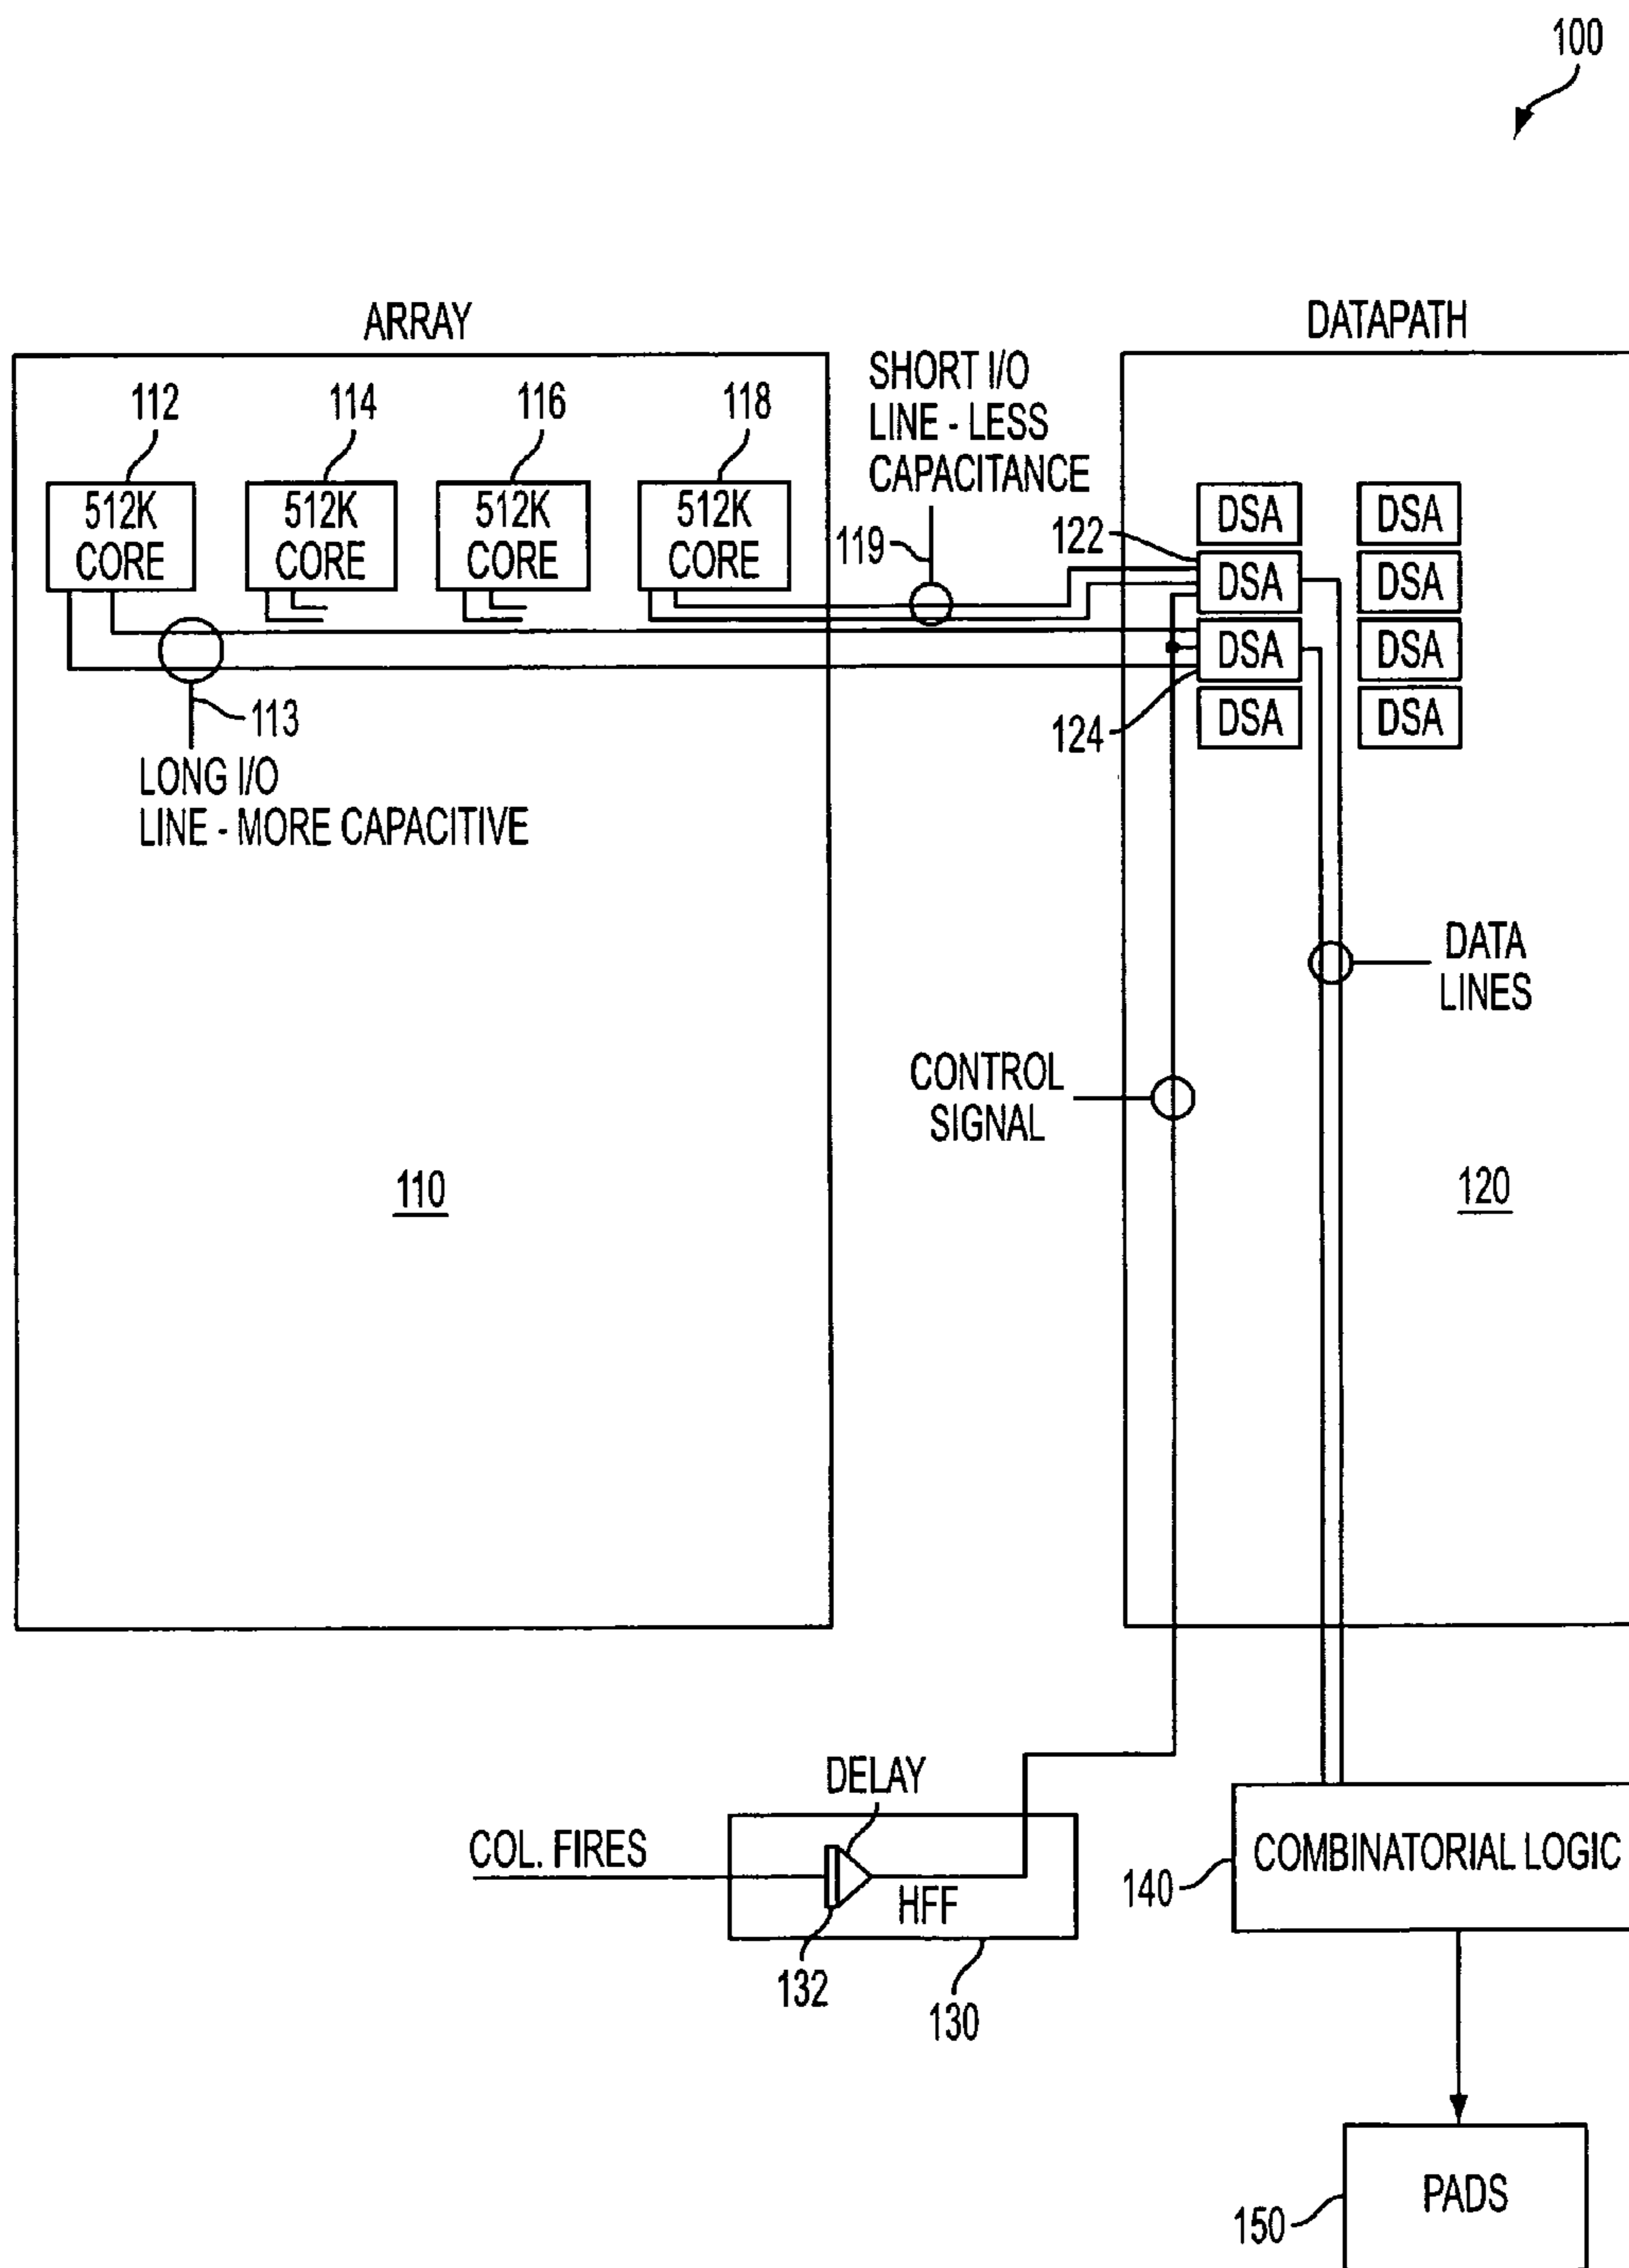 100
ARRAY
DATAPATH
112
114
116
118
SHORT I/O
LINE - LESS
CAPACITANCE
512K
CORE
512K
CORE
512K
CORE
512K
CORE
119
122
DSA
DSA
DSA
DSA
DSA
DSA
DSA
DSA
124
113
LONG I/O
LINE - MORE CAPACITIVE
DATA
LINES
CONTROL
SIGNAL
110
120
DELAY
COL. FIRES
HFF
132
130
140
COMBINATORIAL LOGIC
150
PADS